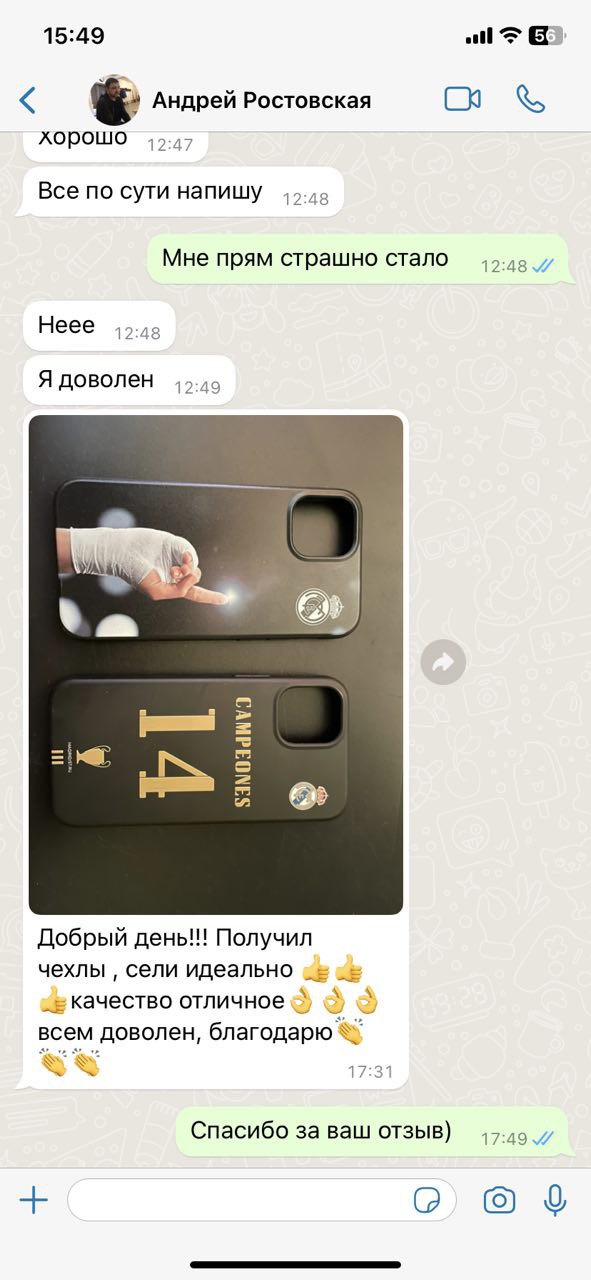 15:49
56
Андрей Ростовская
Хорошо 12:47
Все по сути напишу 12:48
Мне прям страшно стало 12:48
Неее 12:48
Я доволен 12:49
CAMPEONES
14
Добрый день!!! Получил
чехлы , сели идеально 👍👍
👍качество отличное👌👌👌
всем доволен, благодарю👏
👏👏
17:31
Спасибо за ваш отзыв) 17:49